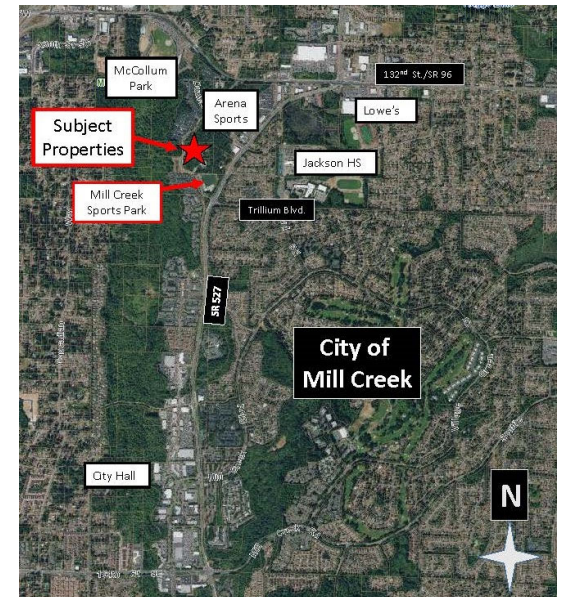 McCollum
Park
132nd St./SR 96
Arena
Sports
Lowe's
Subject
Properties
Jackson HS
Mill Creek
Sports Park
Trillium Blvd.
SR 527
City of
Mill Creek
City Hall
N